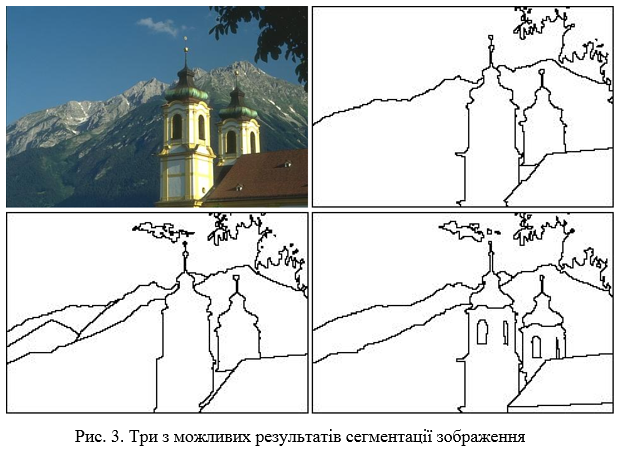 Рис. 3. Три з можливих результатів сегментації зображення